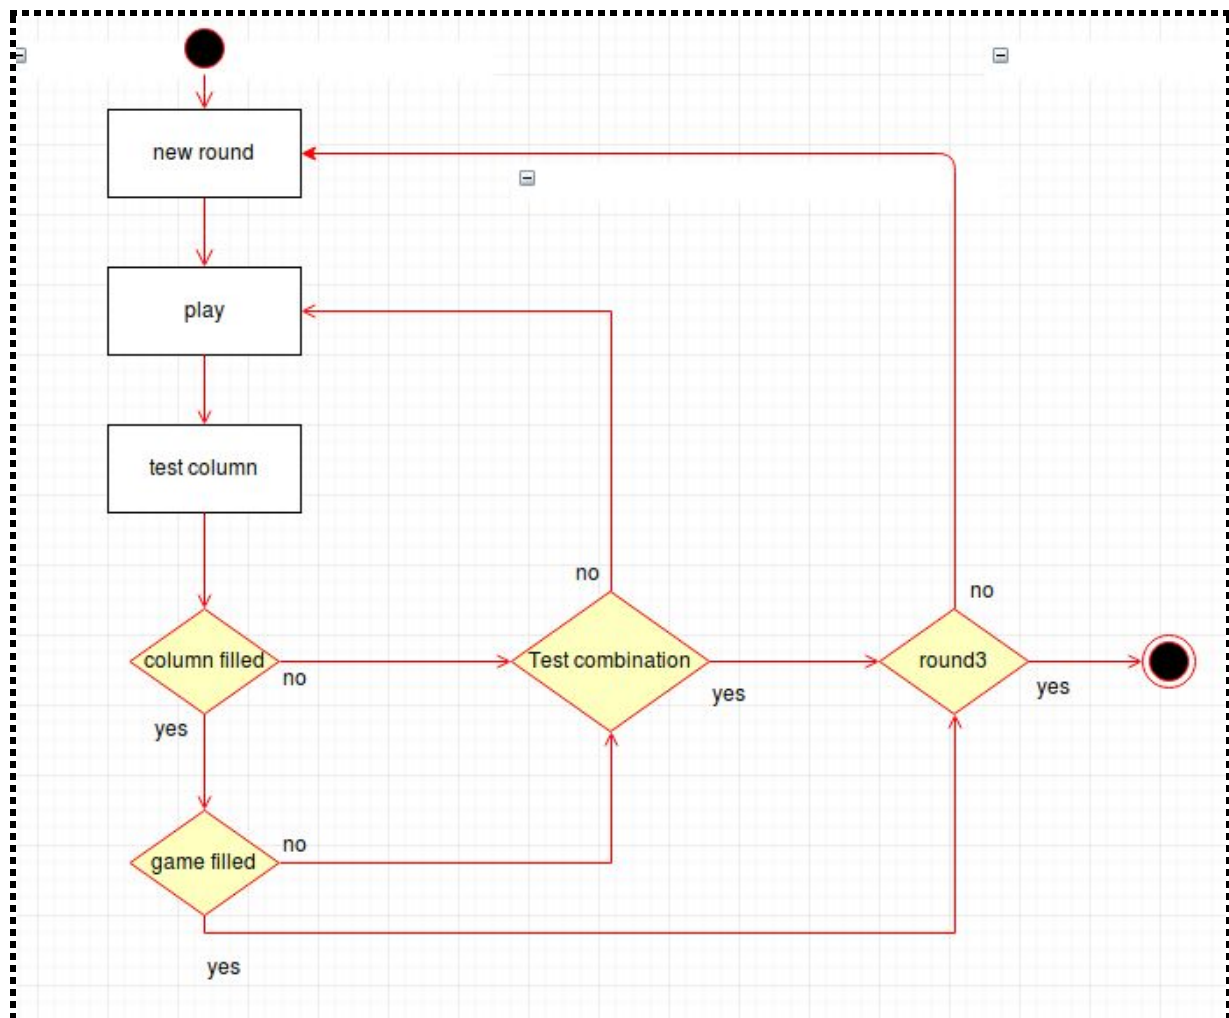 new round
play
test column
no
no
column filled
Test combination
round3
no
yes
yes
yes
no
game filled
yes